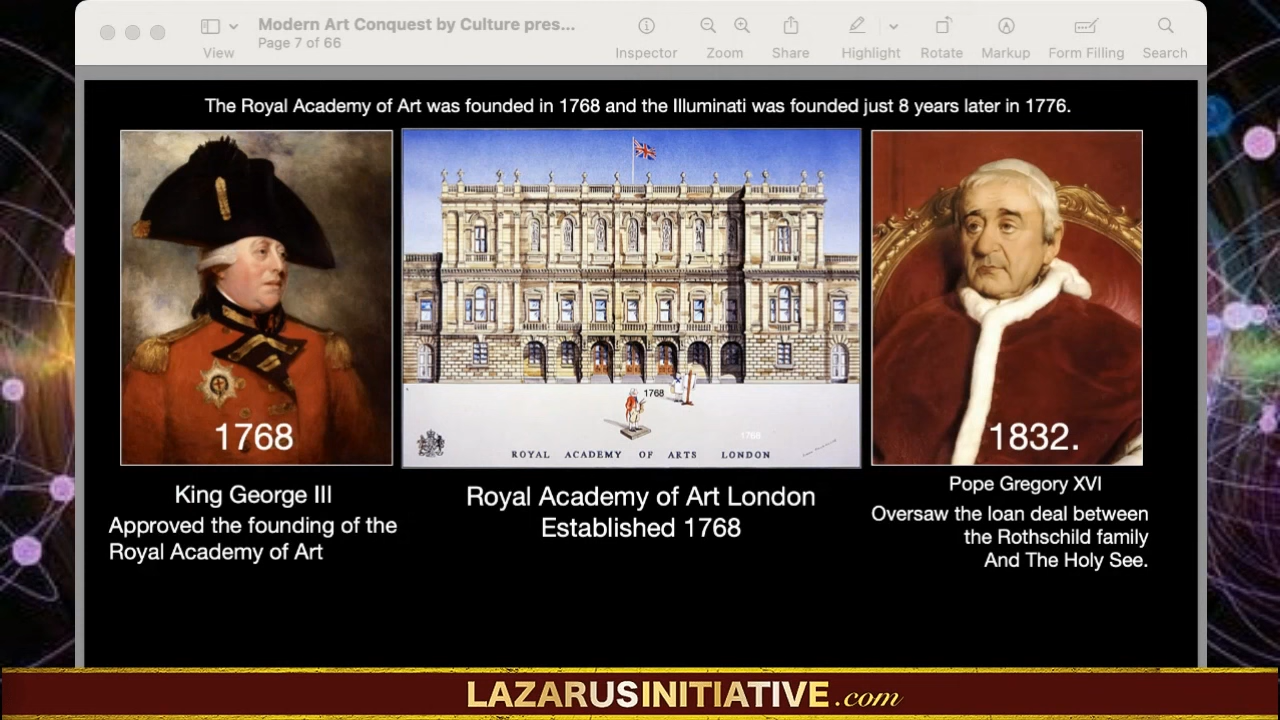 Modern Art Conquest by Culture pres...
Page 7 of 66
View
Inspector
Zoom
Share
Highlight
Rotate
Markup
Form Filling
Search
The Royal Academy of Art was founded in 1768 and the Illuminati was founded just 8 years later in 1776.
1768
1768
1768
ROYAL ACADEMY OF ARTS LONDON
1832.
King George III
Approved the founding of the
Royal Academy of Art
Royal Academy of Art London
Established 1768
Pope Gregory XVI
Oversaw the loan deal between
the Rothschild family
And The Holy See.
LAZARUSINITIATIVE.com